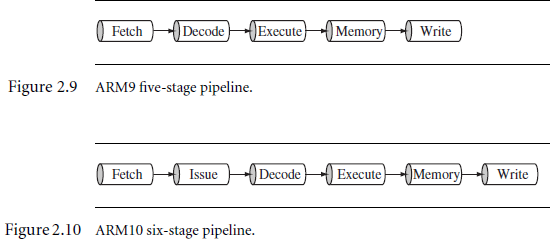 Fetch Decode Execute Memory Write
Figure 2.9 ARM9 five-stage pipeline.
Fetch Issue Decode Execute Memory Write
Figure 2.10 ARM10 six-stage pipeline.